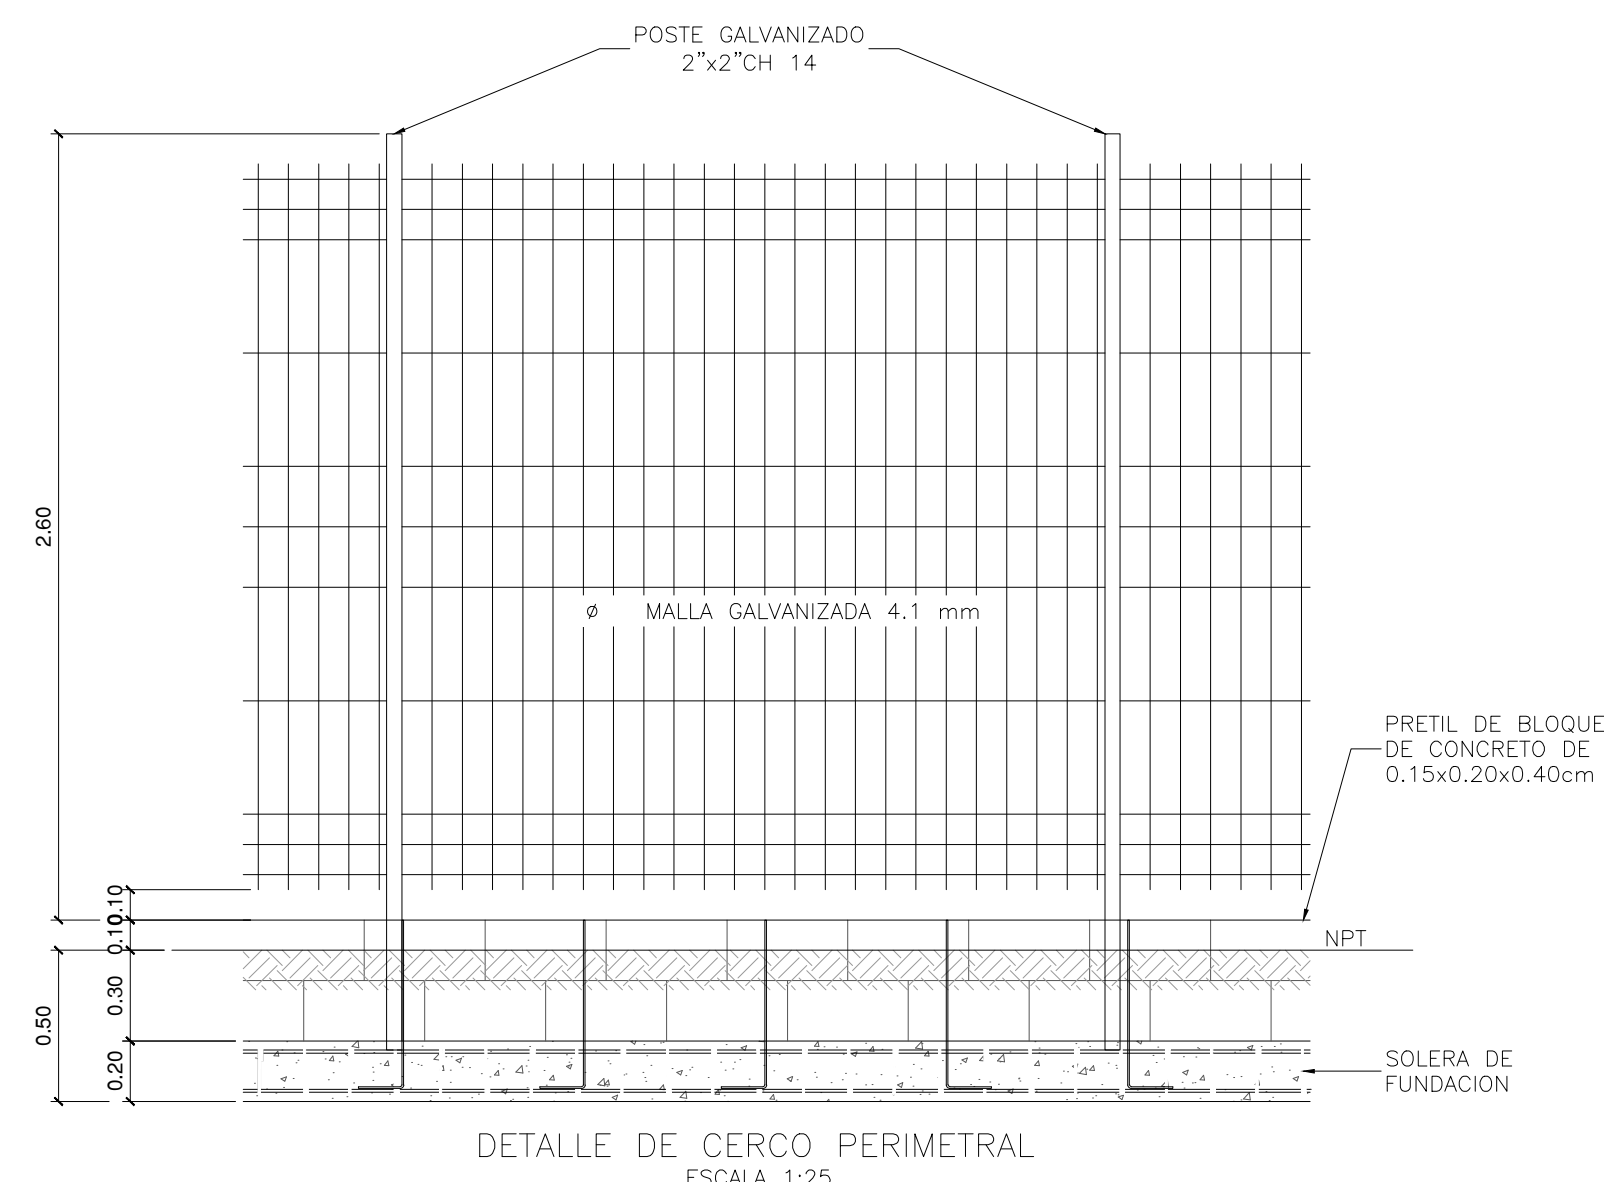 POSTE GALVANIZADO
2”x2”CH 14
2.60
Ø MALLA GALVANIZADA 4.1 mm
PRETIL DE BLOQUE
DE CONCRETO DE
0.15x0.20x0.40cm
0.10
0.10
NPT
0.30
0.50
0.20
SOLERA DE
FUNDACION
DETALLE DE CERCO PERIMETRAL
ESCALA 1:25